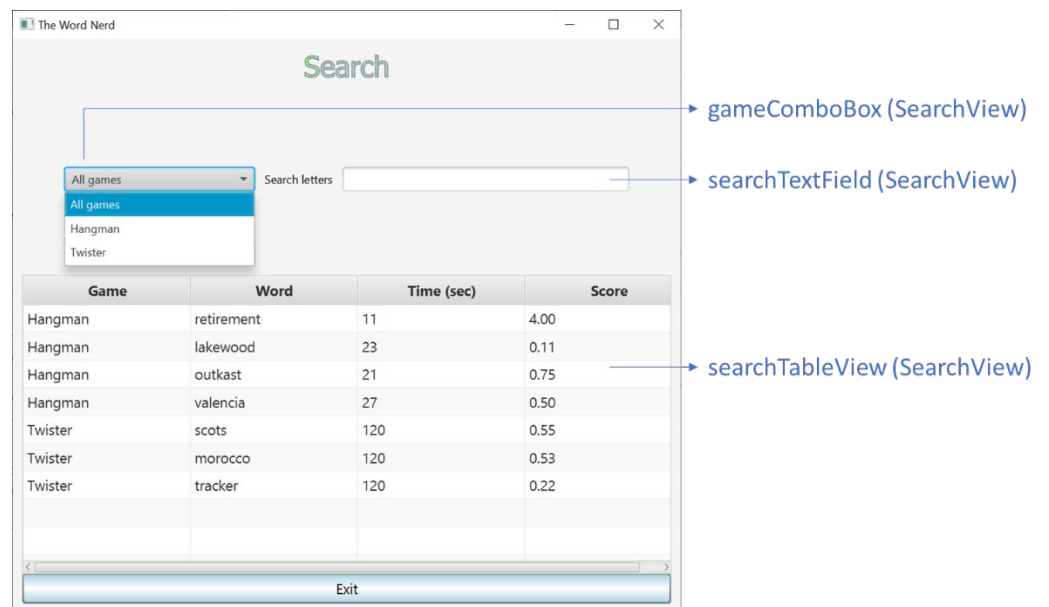 The Word Nerd
Search
gameComboBox (SearchView)
All games Search letters
searchTextField (SearchView)
All games
Hangman
Twister
Game Word Time (sec) Score
Hangman retirement 11 4.00
Hangman lakewood 23 0.11
Hangman outkast 21 0.75
searchTableView (SearchView)
Hangman valencia 27 0.50
Twister scots 120 0.55
Twister morocco 120 0.53
Twister tracker 120 0.22
Exit